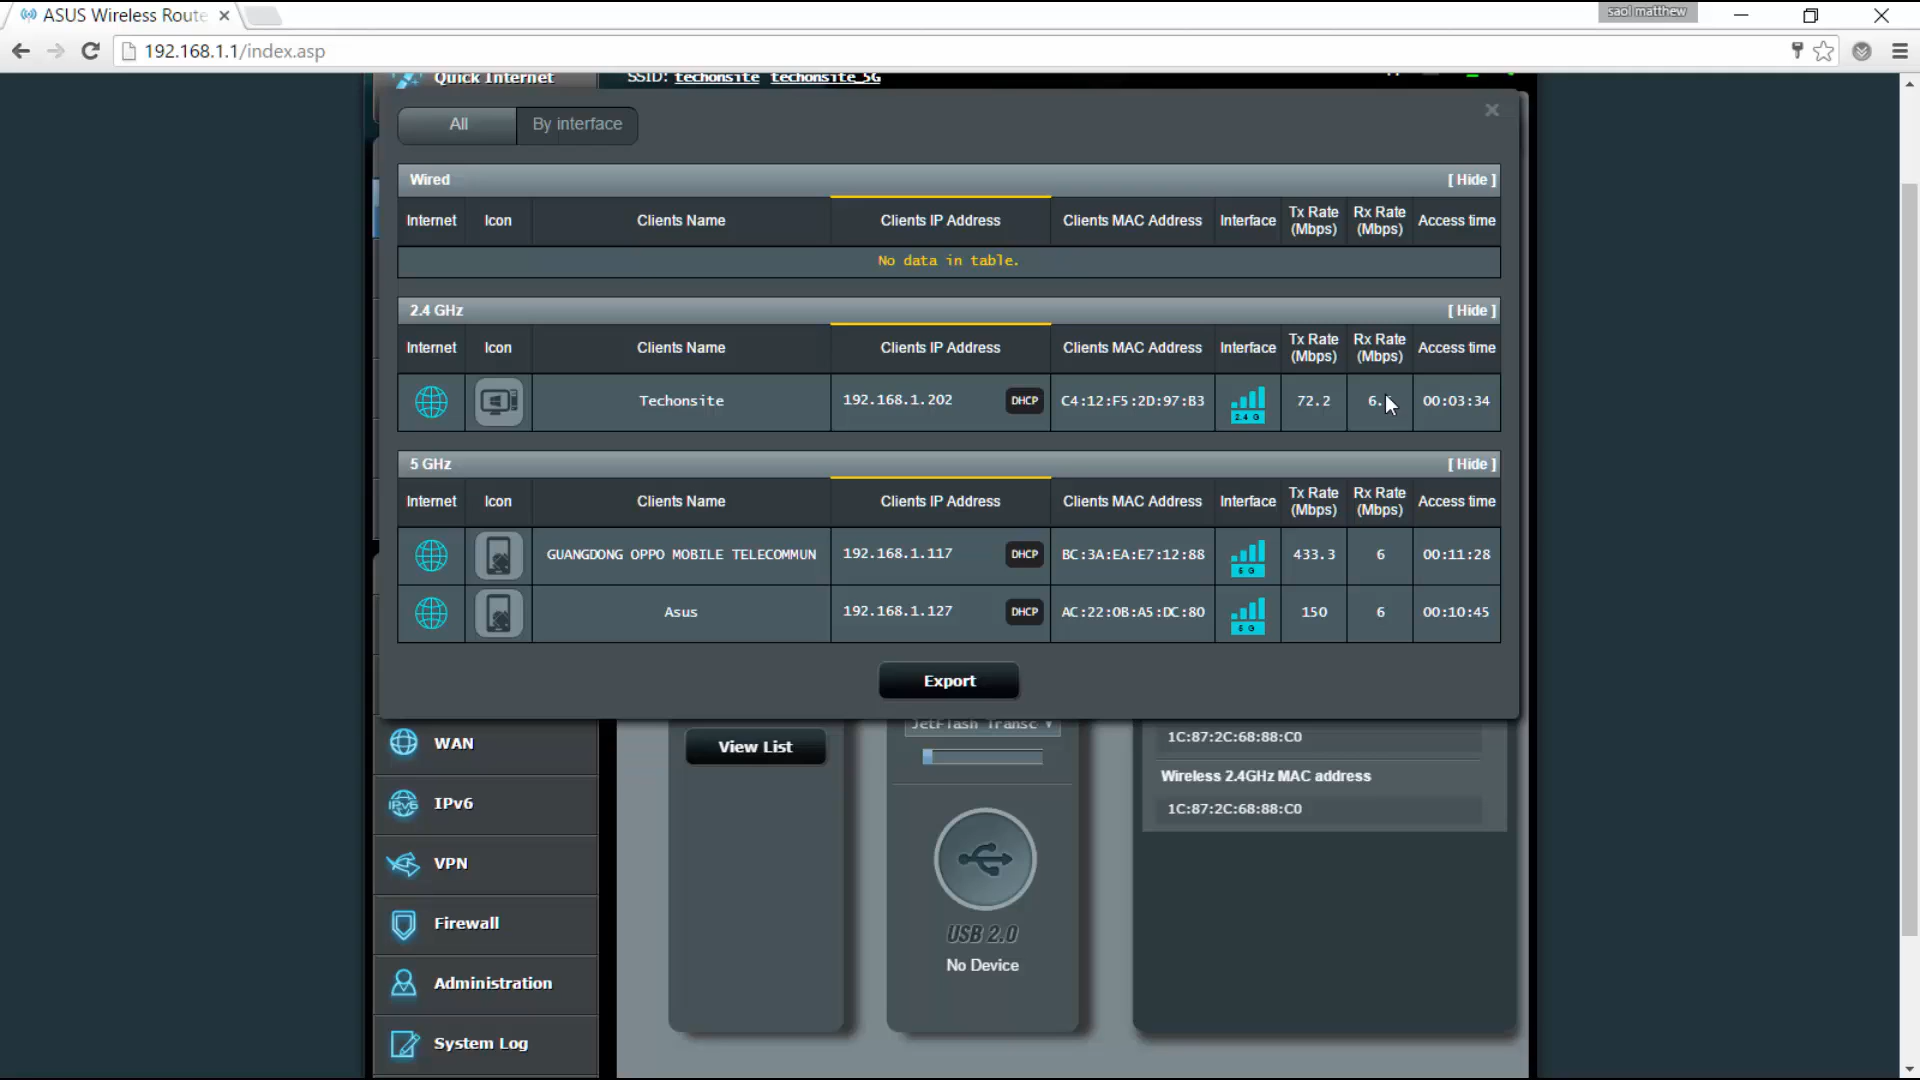 ASUS Wireless Route
saol matthew
192.168.1.1/index.asp
Quick Internet
SSID: techonsite techonsite_5G
All By interface
Wired [ Hide ]
Internet Icon Clients Name Clients IP Address Clients MAC Address Interface Tx Rate (Mbps) Rx Rate (Mbps) Access time
No data in table.
2.4 GHz [ Hide ]
Internet Icon Clients Name Clients IP Address Clients MAC Address Interface Tx Rate (Mbps) Rx Rate (Mbps) Access time
Techonsite 192.168.1.202 DHCP C4:12:F5:2D:97:B3 2.4 G 72.2 00:03:34
5 GHz [ Hide ]
Internet Icon Clients Name Clients IP Address Clients MAC Address Interface Tx Rate (Mbps) Rx Rate (Mbps) Access time
GUANGDONG OPPO MOBILE TELECOMMUN 192.168.1.117 DHCP BC:3A:EA:E7:12:88 5 G 433.3 6 00:11:28
Asus 192.168.1.127 DHCP AC:22:0B:A5:DC:80 5 G 150 6 00:10:45
Export
JetFlash Transc
View List
1C:87:2C:68:88:C0
Wireless 2.4GHz MAC address
1C:87:2C:68:88:C0
USB 2.0
No Device
WAN
IPv6
VPN
Firewall
Administration
System Log